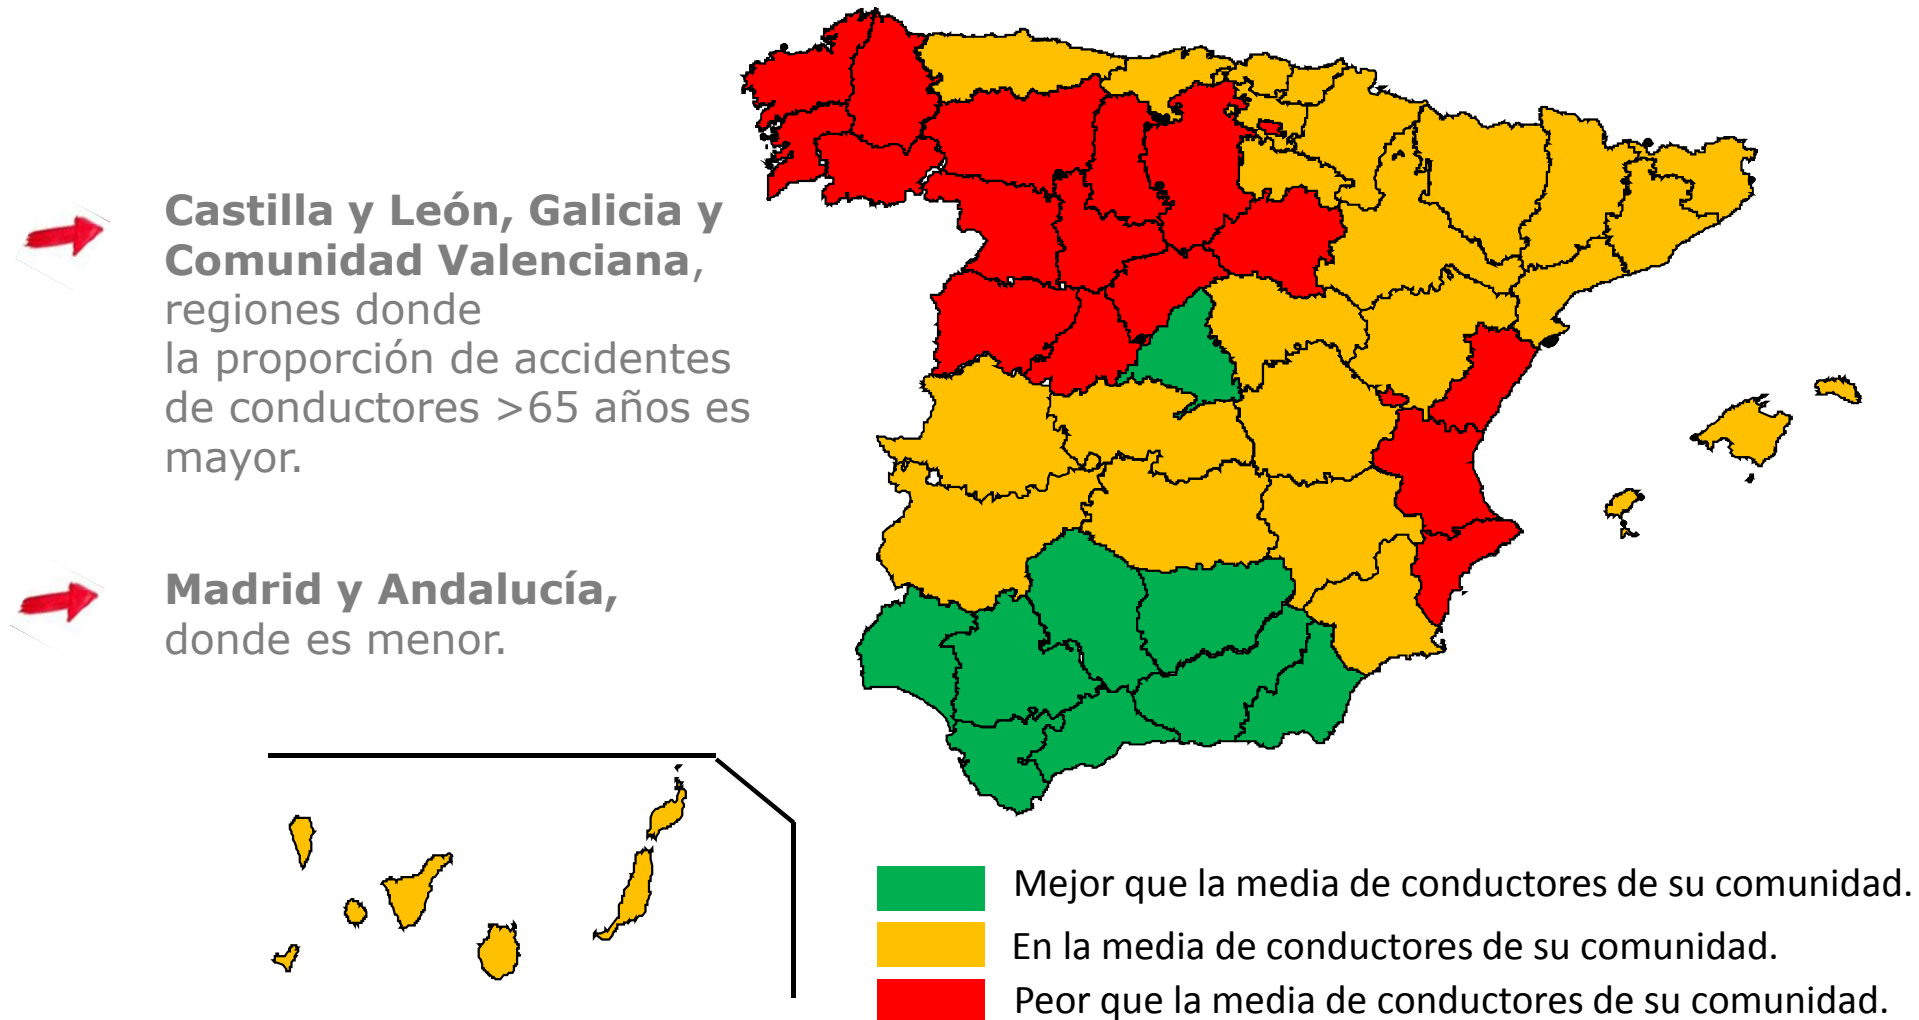 Castilla y León, Galicia y
Comunidad Valenciana,
regiones donde
la proporción de accidentes
de conductores >65 años es
mayor.
Madrid y Andalucía,
donde es menor.
Mejor que la media de conductores de su comunidad.
En la media de conductores de su comunidad.
Peor que la media de conductores de su comunidad.